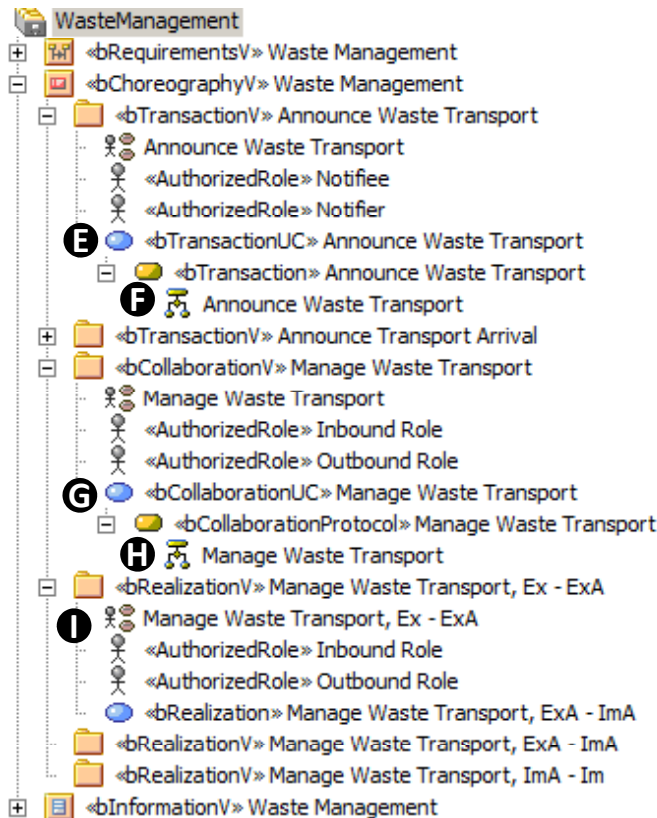 WasteManagement
«bRequirementsV» Waste Management
«bChoreographyV» Waste Management
«bTransactionV» Announce Waste Transport
Announce Waste Transport
«AuthorizedRole» Notifiee
«AuthorizedRole» Notifier
E «bTransactionUC» Announce Waste Transport
«bTransaction» Announce Waste Transport
F Announce Waste Transport
«bTransactionV» Announce Transport Arrival
«bCollaborationV» Manage Waste Transport
Manage Waste Transport
«AuthorizedRole» Inbound Role
«AuthorizedRole» Outbound Role
G «bCollaborationUC» Manage Waste Transport
«bCollaborationProtocol» Manage Waste Transport
H Manage Waste Transport
«bRealizationV» Manage Waste Transport, Ex - ExA
I Manage Waste Transport, Ex - ExA
«AuthorizedRole» Inbound Role
«AuthorizedRole» Outbound Role
«bRealization» Manage Waste Transport, ExA - ImA
«bRealizationV» Manage Waste Transport, ExA - ImA
«bRealizationV» Manage Waste Transport, ImA - Im
«bInformationV» Waste Management